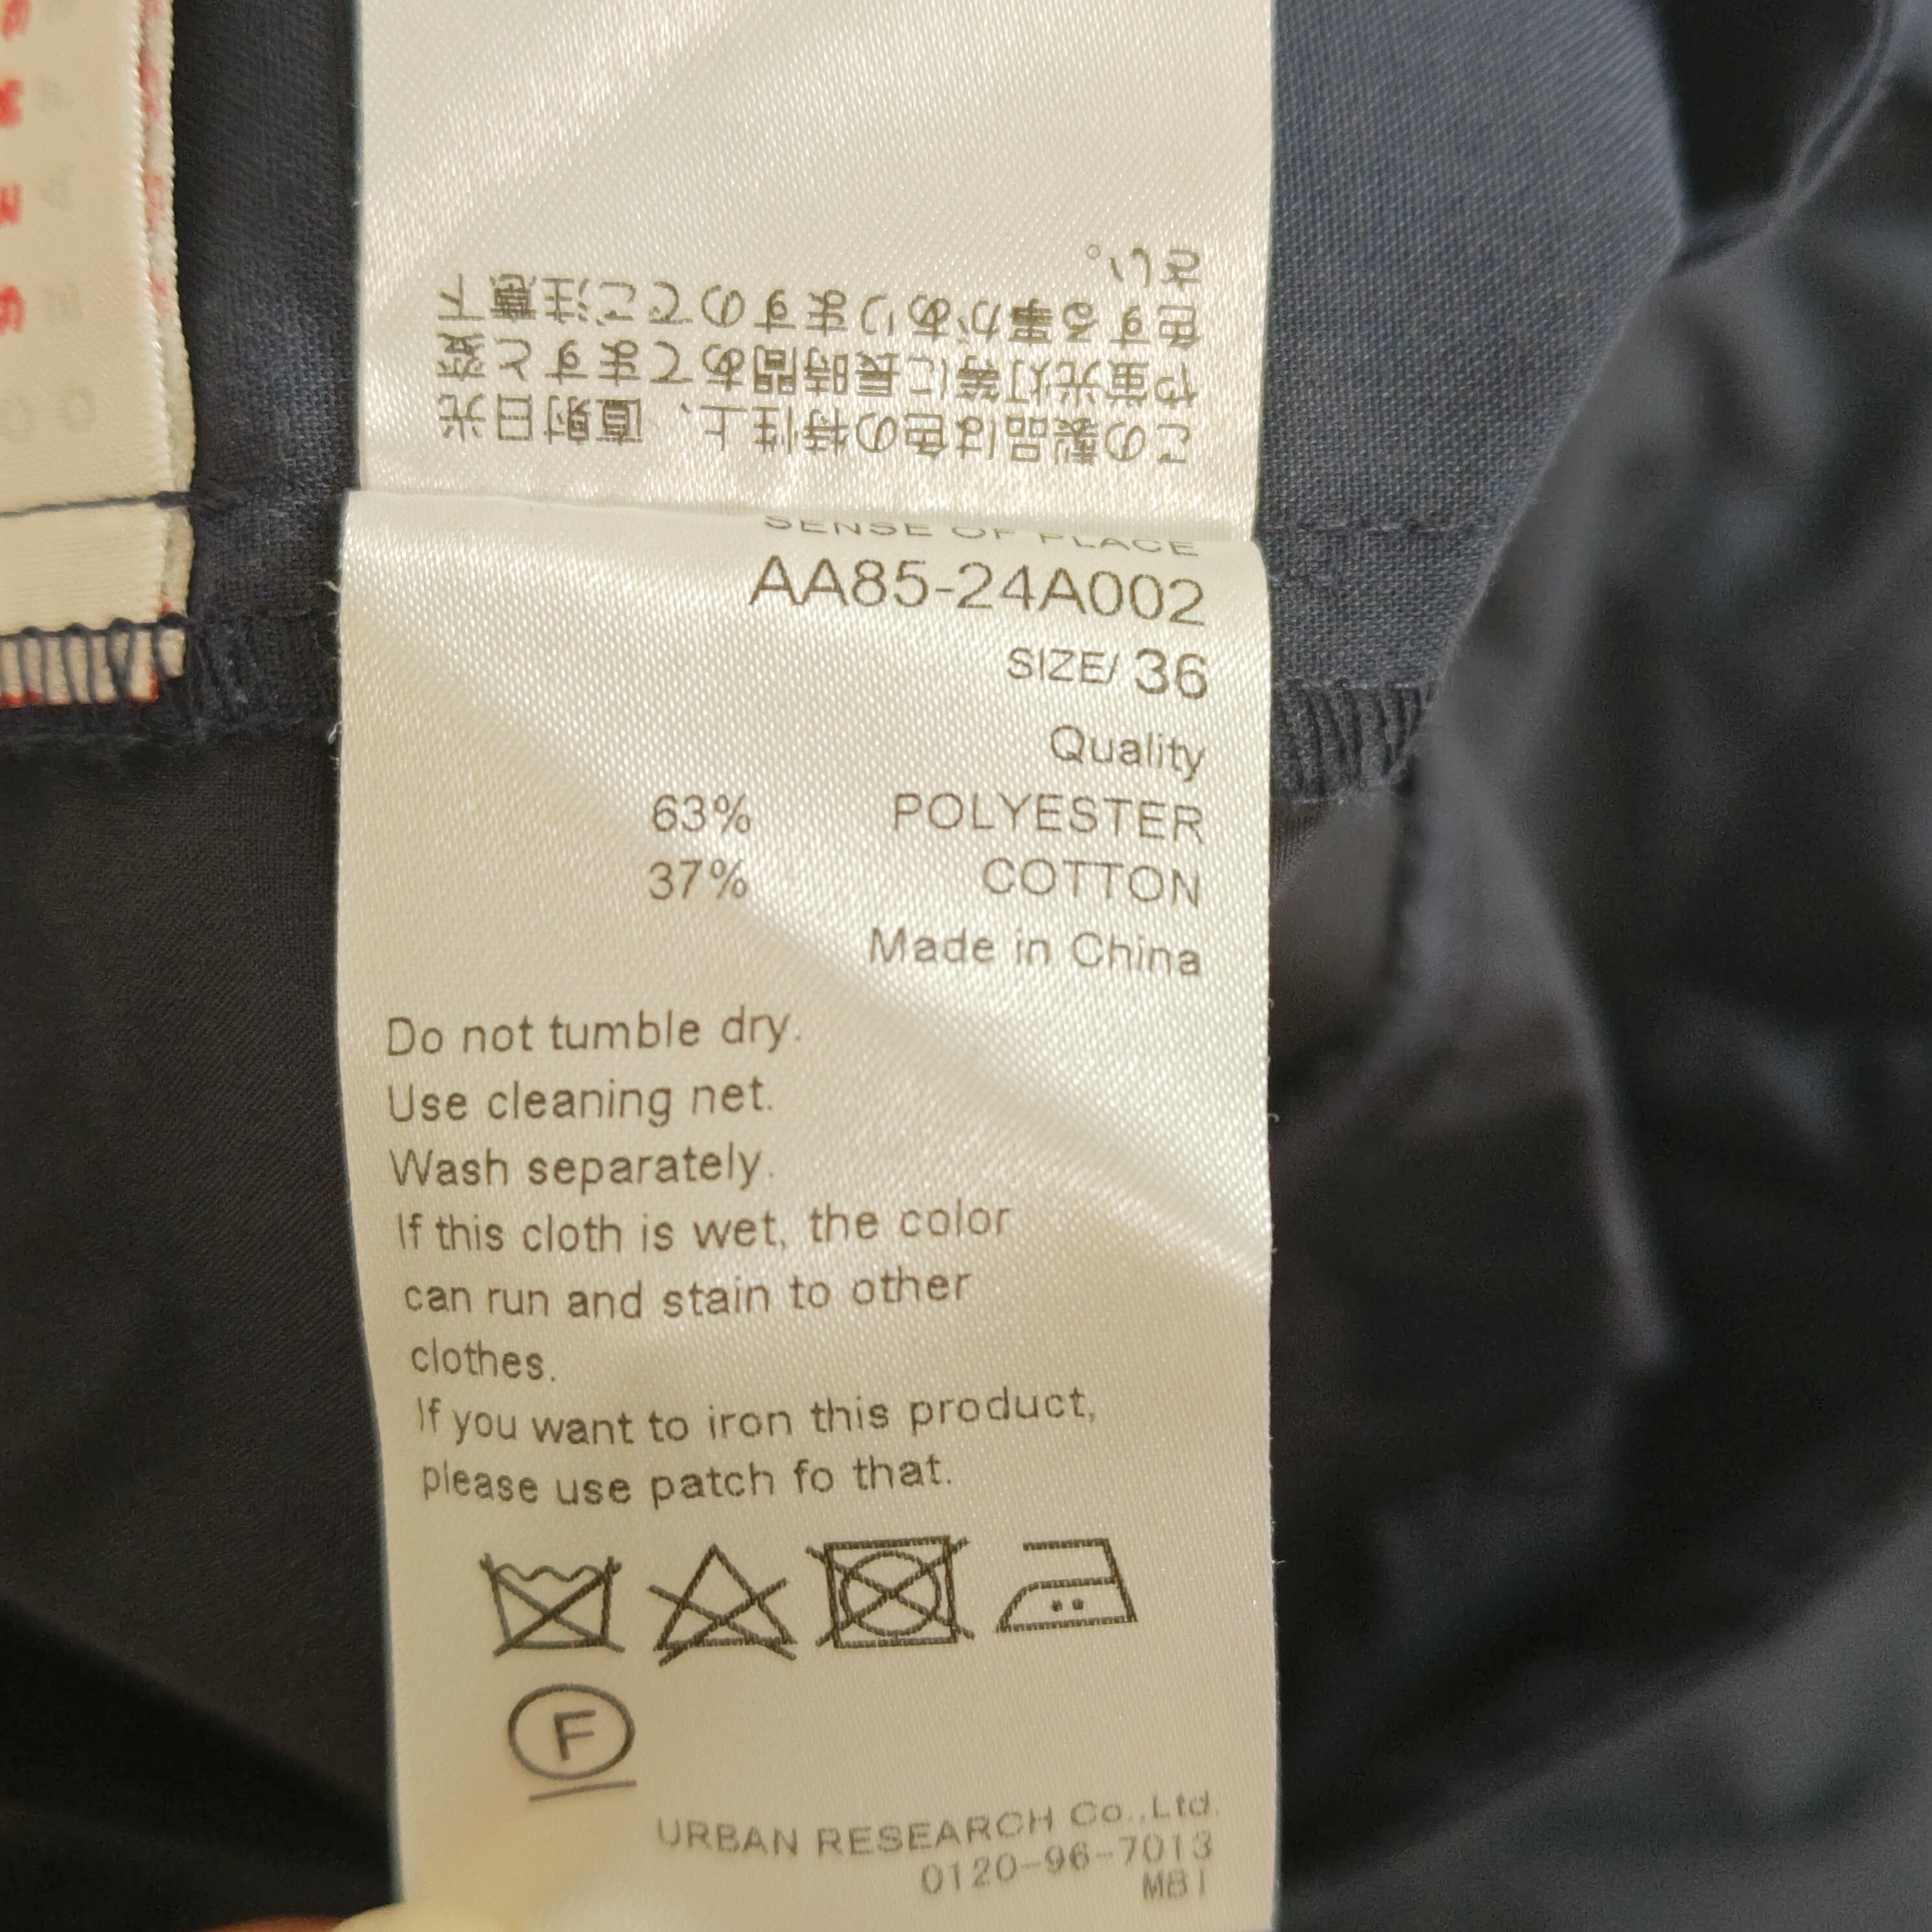 この製品は色の特性上、直射日光
や蛍光灯等に長時間あてますと変
色する事がありますのでご注意下
さい。
SENSE OF PLACE
AA85-24A002
SIZE/ 36
Quality
63% POLYESTER
37% COTTON
Made in China
Do not tumble dry.
Use cleaning net.
Wash separately.
If this cloth is wet, the color
can run and stain to other
clothes.
If you want to iron this product,
please use patch fo that.
F
URBAN RESEARCH Co.,Ltd.
0120-96-7013
MBI